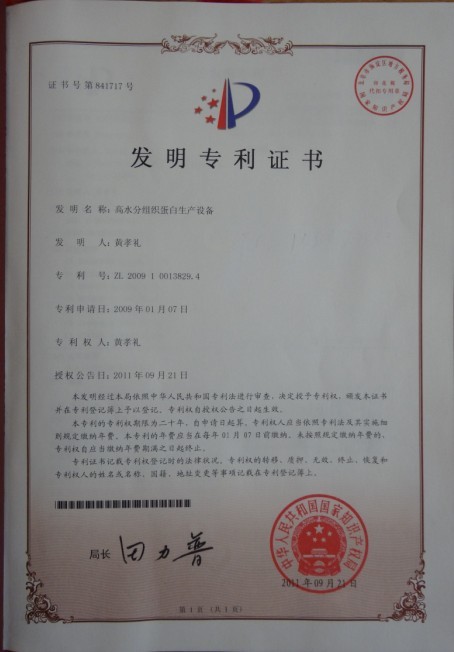 证书号第841717号
发明专利证书
发明名称：高水分组织蛋白生产设备
发明人：黄孝礼
专利号：ZL 2009 1 0013829.4
专利申请日：2009年01月07日
专利权人：黄孝礼
授权公告日：2011年09月21日
本发明经过本局依照中华人民共和国专利法进行审查，决定授予专利权，颁发本证书
并在专利登记簿上予以登记。专利权自授权公告之日起生效。
本专利的专利权期限为二十年，自申请日起算。专利权人应当依照专利法及其实施细
则规定缴纳年费。本专利的年费应当在每年01月07日前缴纳。未按照规定缴纳年费的，
专利权自应当缴纳年费期满之日起终止。
专利证书记载专利权登记时的法律状况。专利权的转移、质押、无效、终止、恢复和
专利权人的姓名或名称、国籍、地址变更等事项记载在专利登记簿上。
局长
田力普
中华人民共和国国家知识产权局
2011年09月21日
第1页（共1页）